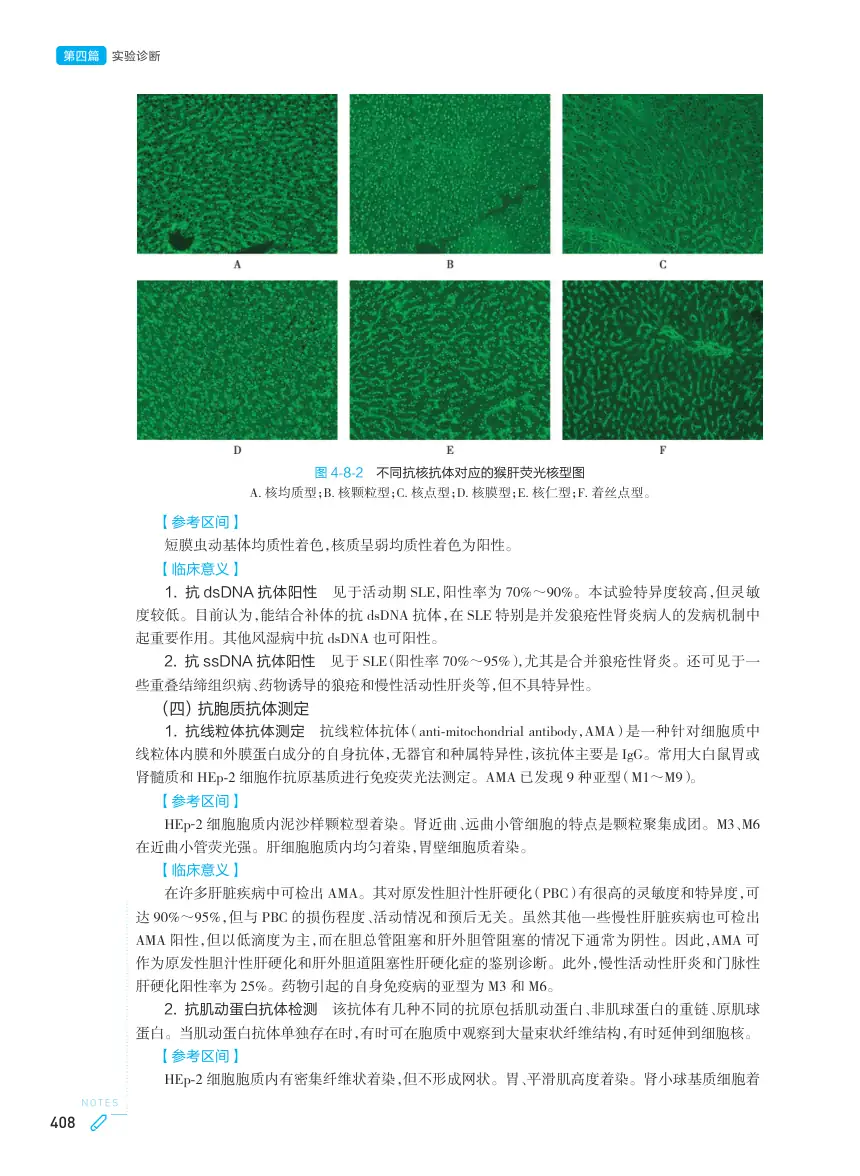 第四篇 实验诊断
A B C
D E F
图 4-8-2 不同抗核抗体对应的猴肝荧光核型图
A. 核均质型;B. 核颗粒型;C. 核点型;D. 核膜型;E. 核仁型;F. 着丝点型。
【参考区间】
短膜虫动基体均质性着色,核质呈弱均质性着色为阳性。
【临床意义】
1. 抗 dsDNA 抗体阳性 见于活动期 SLE,阳性率为 70%~90%。本试验特异度较高,但灵敏
度较低。目前认为,能结合补体的抗 dsDNA 抗体,在 SLE 特别是并发狼疮性肾炎病人的发病机制中
起重要作用。其他风湿病中抗 dsDNA 也可阳性。
2. 抗 ssDNA 抗体阳性 见于 SLE(阳性率 70%~95%),尤其是合并狼疮性肾炎。还可见于一
些重叠结缔组织病、药物诱导的狼疮和慢性活动性肝炎等,但不具特异性。
(四)抗胞质抗体测定
1. 抗线粒体抗体测定 抗线粒体抗体(anti-mitochondrial antibody,AMA)是一种针对细胞质中
线粒体内膜和外膜蛋白成分的自身抗体,无器官和种属特异性,该抗体主要是 IgG。常用大白鼠胃或
肾髓质和 HEp-2 细胞作抗原基质进行免疫荧光法测定。AMA 已发现 9 种亚型(M1~M9)。
【参考区间】
HEp-2 细胞胞质内泥沙样颗粒型着染。肾近曲、远曲小管细胞的特点是颗粒聚集成团。M3、M6
在近曲小管荧光强。肝细胞胞质内均匀着染,胃壁细胞质着染。
【临床意义】
在许多肝脏疾病中可检出 AMA。其对原发性胆汁性肝硬化(PBC)有很高的灵敏度和特异度,可
达 90%~95%,但与 PBC 的损伤程度、活动情况和预后无关。虽然其他一些慢性肝脏疾病也可检出
AMA 阳性,但以低滴度为主,而在胆总管阻塞和肝外胆管阻塞的情况下通常为阴性。因此,AMA 可
作为原发性胆汁性肝硬化和肝外胆道阻塞性肝硬化症的鉴别诊断。此外,慢性活动性肝炎和门脉性
肝硬化阳性率为 25%。药物引起的自身免疫病的亚型为 M3 和 M6。
2. 抗肌动蛋白抗体检测 该抗体有几种不同的抗原包括肌动蛋白、非肌球蛋白的重链、原肌球
蛋白。当肌动蛋白抗体单独存在时,有时可在胞质中观察到大量束状纤维结构,有时延伸到细胞核。
【参考区间】
HEp-2 细胞胞质内有密集纤维状着染,但不形成网状。胃、平滑肌高度着染。肾小球基质细胞着
NOTES
408